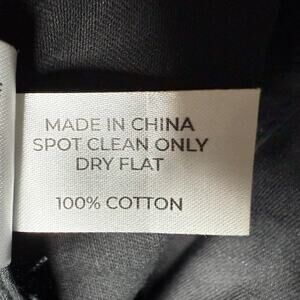 MADE IN CHINA
SPOT CLEAN ONLY
DRY FLAT
100% COTTON